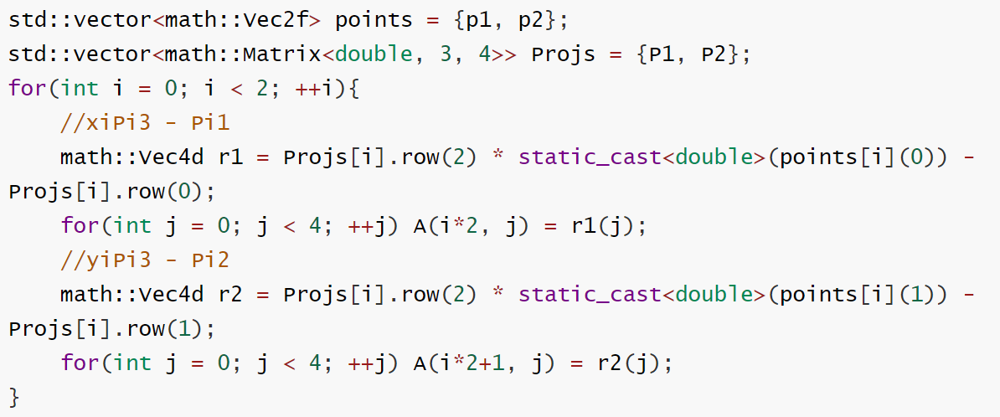 std::vector<math::Vec2f> points = {p1, p2};
std::vector<math::Matrix<double, 3, 4>> Projs = {P1, P2};
for(int i = 0; i < 2; ++i){
    //xiPi3 - Pi1
    math::Vec4d r1 = Projs[i].row(2) * static_cast<double>(points[i](0)) -
Projs[i].row(0);
    for(int j = 0; j < 4; ++j) A(i*2, j) = r1(j);
    //yiPi3 - Pi2
    math::Vec4d r2 = Projs[i].row(2) * static_cast<double>(points[i](1)) -
Projs[i].row(1);
    for(int j = 0; j < 4; ++j) A(i*2+1, j) = r2(j);
}